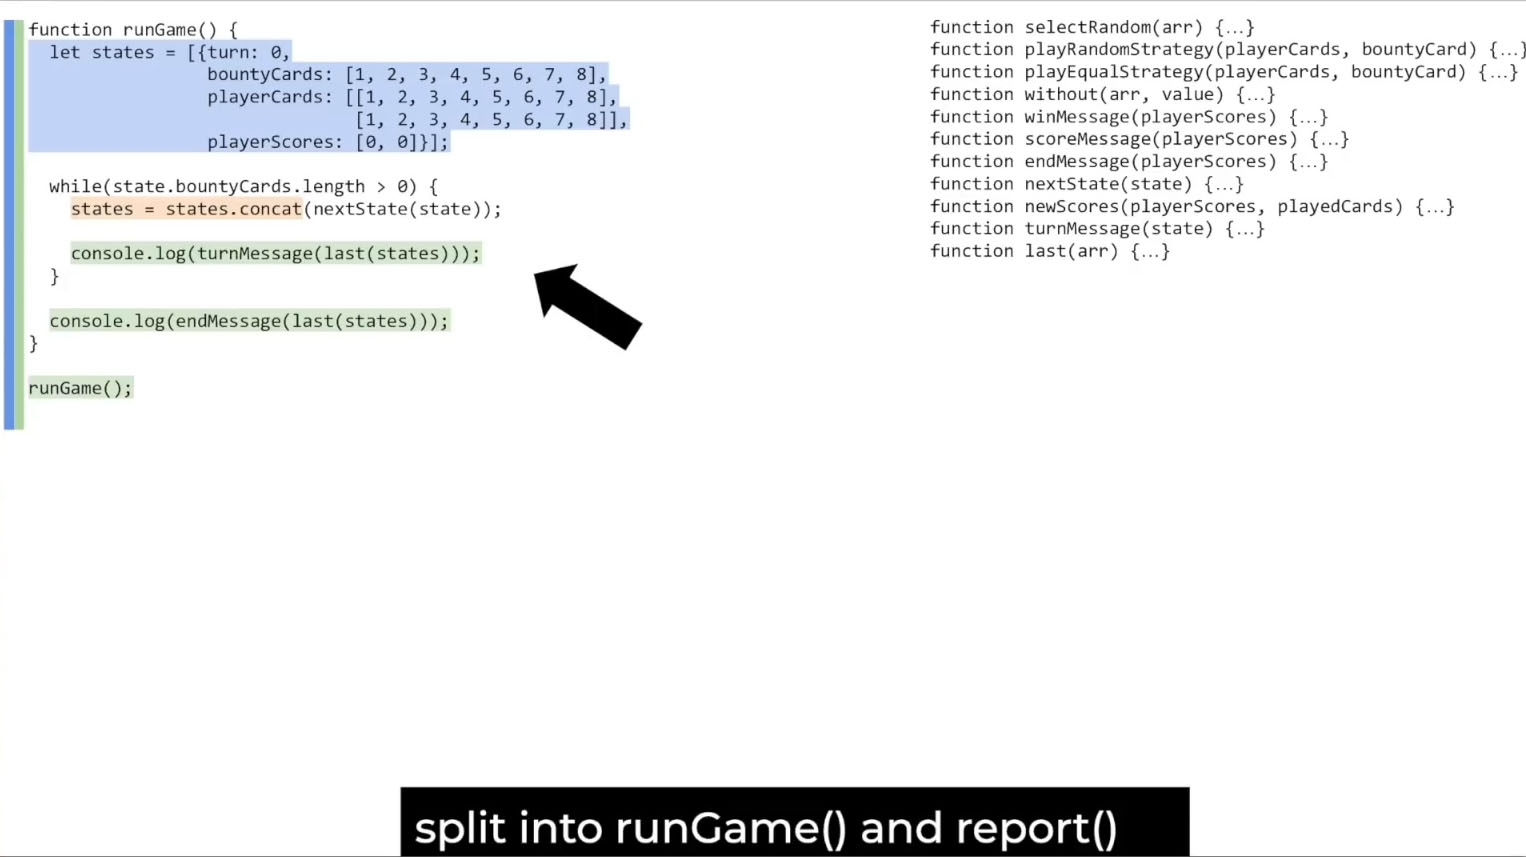 function runGame() {
  let states = [{turn: 0,
                 bountyCards: [1, 2, 3, 4, 5, 6, 7, 8],
                 playerCards: [[1, 2, 3, 4, 5, 6, 7, 8],
                               [1, 2, 3, 4, 5, 6, 7, 8]],
                 playerScores: [0, 0]}];
  while(state.bountyCards.length > 0) {
    states = states.concat(nextState(state));
    console.log(turnMessage(last(states)));
  }
  console.log(endMessage(last(states)));
}
runGame();
function selectRandom(arr) {…}
function playRandomStrategy(playerCards, bountyCard) {…}
function playEqualStrategy(playerCards, bountyCard) {…}
function without(arr, value) {…}
function winMessage(playerScores) {…}
function scoreMessage(playerScores) {…}
function endMessage(playerScores) {…}
function nextState(state) {…}
function newScores(playerScores, playedCards) {…}
function turnMessage(state) {…}
function last(arr) {…}
split into runGame() and report()